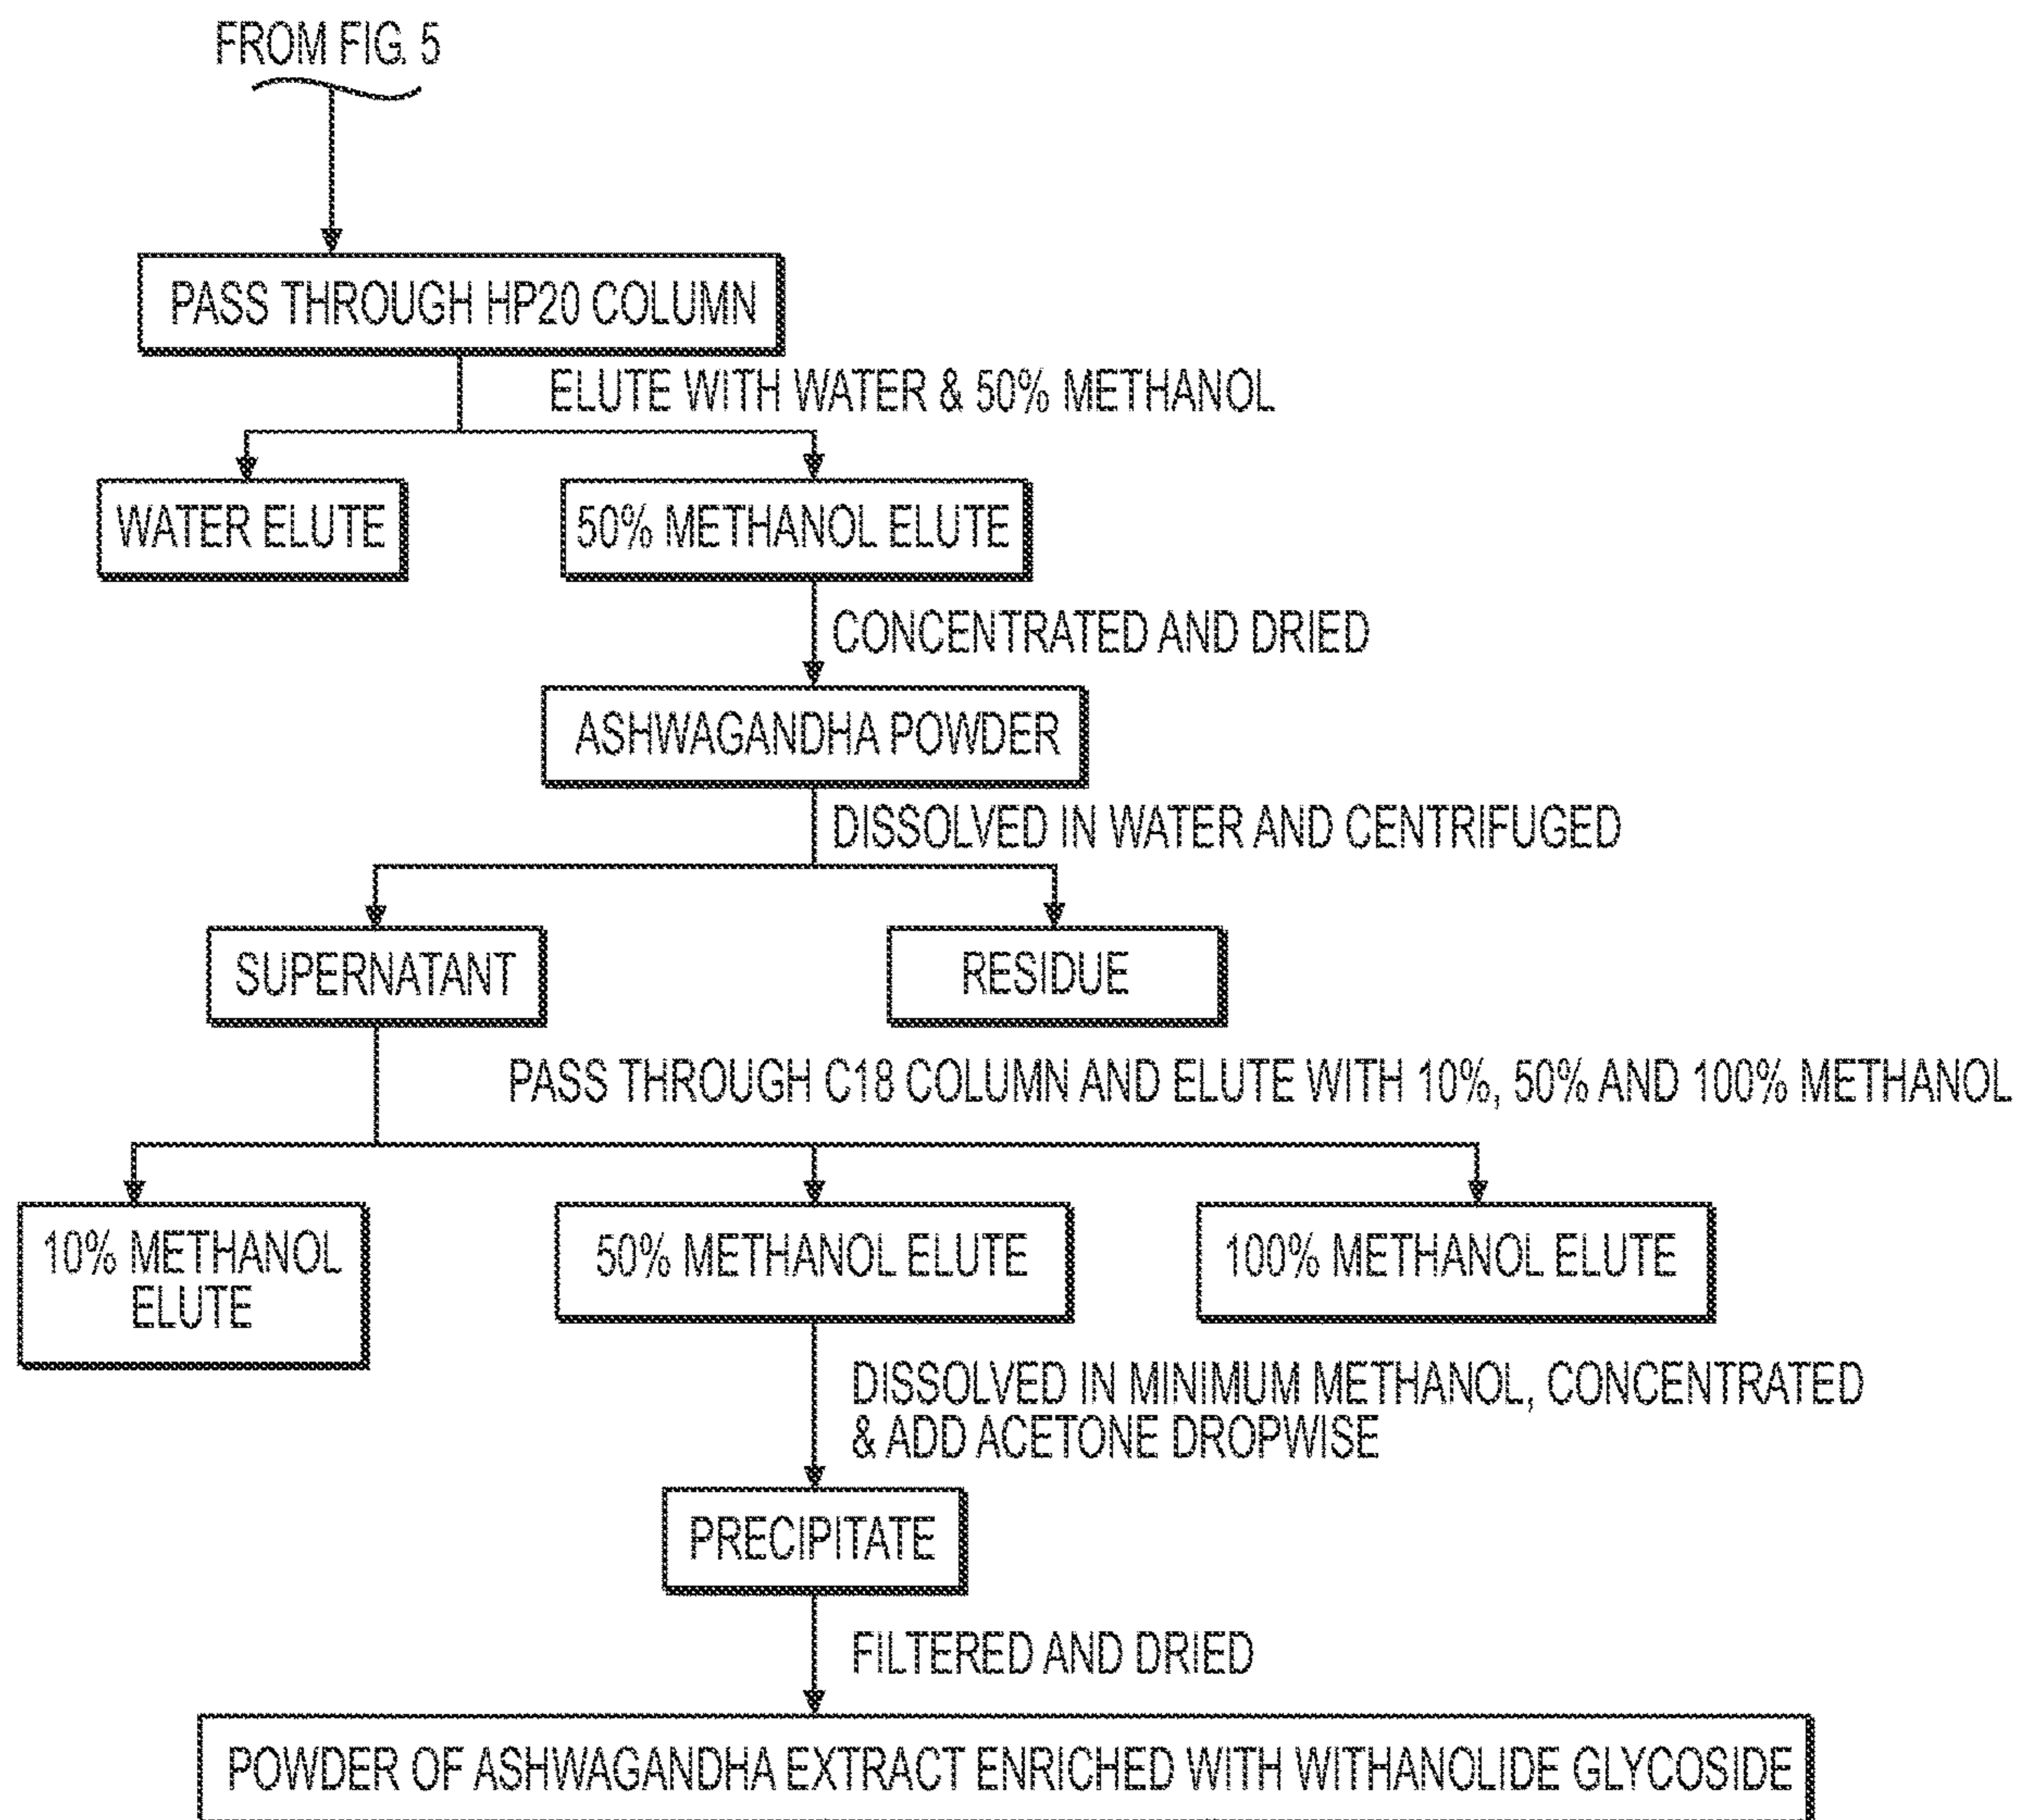 FROM FIG. 5
PASS THROUGH HP20 COLUMN
ELUTE WITH WATER & 50% METHANOL
WATER ELUTE
50% METHANOL ELUTE
CONCENTRATED AND DRIED
ASHWAGANDHA POWDER
DISSOLVED IN WATER AND CENTRIFUGED
SUPERNATANT
RESIDUE
PASS THROUGH C18 COLUMN AND ELUTE WITH 10%, 50% AND 100% METHANOL
10% METHANOL
ELUTE
50% METHANOL ELUTE
100% METHANOL ELUTE
DISSOLVED IN MINIMUM METHANOL, CONCENTRATED
& ADD ACETONE DROPWISE
PRECIPITATE
FILTERED AND DRIED
POWDER OF ASHWAGANDHA EXTRACT ENRICHED WITH WITHANOLIDE GLYCOSIDE